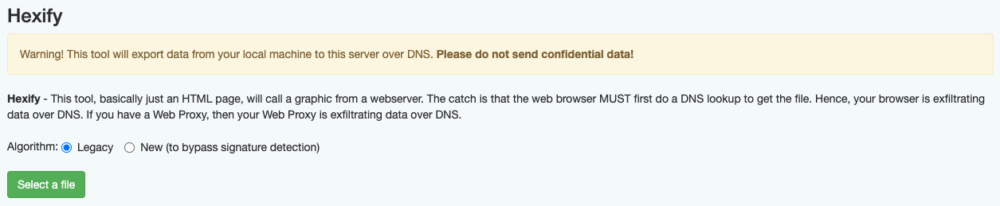 Hexify
Warning! This tool will export data from your local machine to this server over DNS. Please do not send confidential data!
Hexify - This tool, basically just an HTML page, will call a graphic from a webserver. The catch is that the web browser MUST first do a DNS lookup to get the file. Hence, your browser is exfiltrating
data over DNS. If you have a Web Proxy, then your Web Proxy is exfiltrating data over DNS.
Algorithm: Legacy New (to bypass signature detection)
Select a file